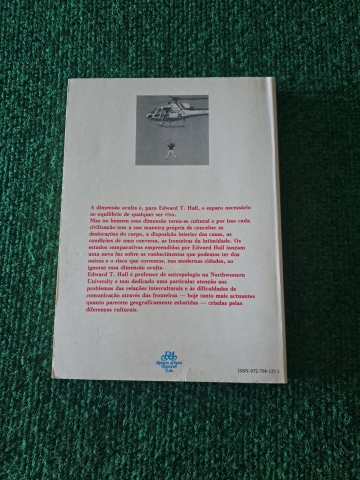 A dimensão oculta é, para Edward T. Hall, o espaço necessário
ao equilíbrio de qualquer ser vivo.
Mas no homem essa dimensão torna-se cultural e por isso cada
civilização tem a sua maneira própria de conceber as
deslocações do corpo, a disposição interior das casas, as
condições de uma conversa, as fronteiras da intimidade. Os
estudos comparativos empreendidos por Edward Hall lançam
uma nova luz sobre os conhecimentos que podemos ter dos
outros e o risco que corremos, nas modernas cidades, ao
ignorar essa dimensão oculta.
Edward T. Hall é professor de antropologia na Northwestern
University e tem dedicado uma particular atenção aos
problemas das relações interculturais e às dificuldades de
comunicação através das fronteiras — hoje tanto mais actuantes
quanto parecem geograficamente esbatidas — criadas pelas
diferenças culturais.
ISBN-972-708-123-1